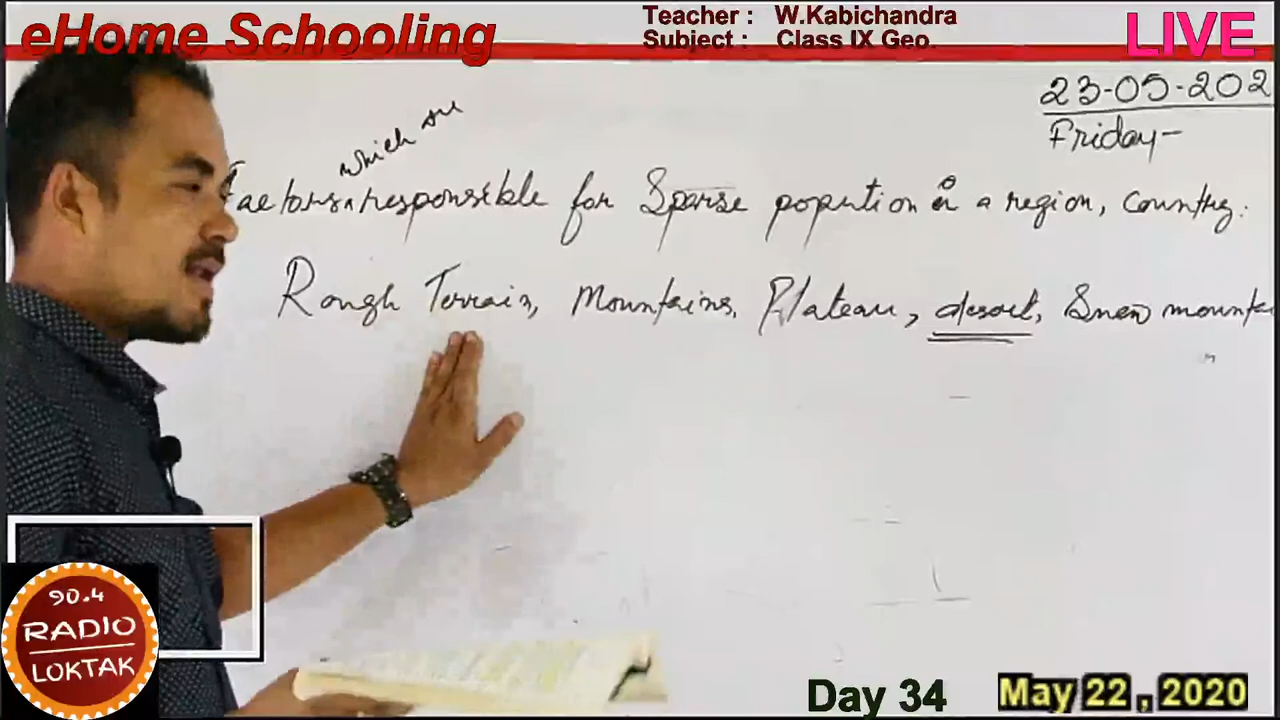 eHome Schooling
Teacher : W.Kabichandra
Subject : Class IX Geo.
LIVE
23-05-202
Friday-
which are
Factors ʌ responsible for Sparse popution in a region, country:
Rough Terrain, Mountains, Plateau, desert, Snow mountai
90.4
RADIO
LOKTAK
Day 34
May 22 , 2020